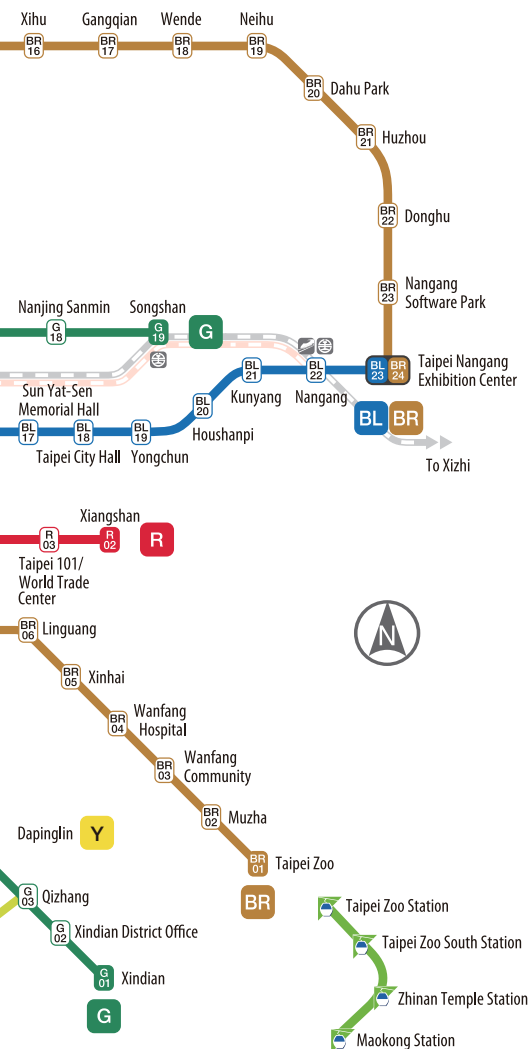 Xihu
Gangqian
Wende
Neihu
BR
16
BR
17
BR
18
BR
19
BR
20
Dahu Park
BR
21
Huzhou
BR
22
Donghu
BR
23
Nangang
Software Park
Nanjing Sanmin
Songshan
G
18
G
19
G
BL
21
BL
22
BL
23
BR
24
Taipei Nangang
Exhibition Center
Sun Yat-Sen
Memorial Hall
Kunyang
Nangang
BL
20
BL
17
BL
18
BL
19
Houshanpi
BL
BR
Taipei City Hall
Yongchun
To Xizhi
Xiangshan
R
03
R
02
R
Taipei 101/
World Trade
Center
N
BR
06
Linguang
BR
05
Xinhai
BR
04
Wanfang
Hospital
BR
03
Wanfang
Community
BR
02
Muzha
Dapinglin
Y
BR
01
Taipei Zoo
BR
G
03
Qizhang
Taipei Zoo Station
G
02
Xindian District Office
Taipei Zoo South Station
G
01
Xindian
Zhinan Temple Station
G
Maokong Station